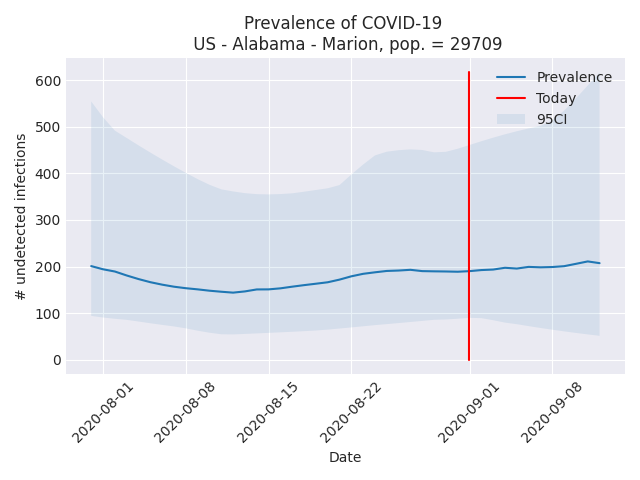 Prevalence of COVID-19
US - Alabama - Marion, pop. = 29709
Prevalence
Today
95CI
600
500
400
300
200
100
0
# undetected infections
2020-08-01
2020-08-08
2020-08-15
2020-08-22
2020-09-01
2020-09-08
Date